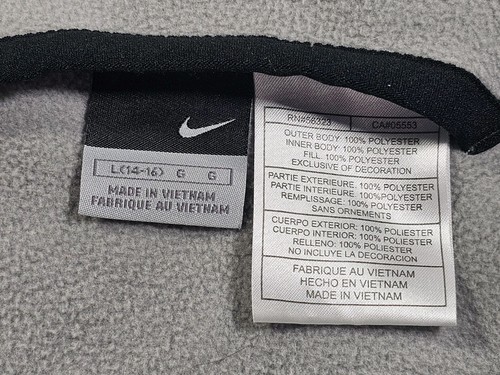 L(14-16) G G
MADE IN VIETNAM
FABRIQUE AU VIETNAM
RN#56323 CA#05553
OUTER BODY: 100% POLYESTER
INNER BODY: 100% POLYESTER
FILL: 100% POLYESTER
EXCLUSIVE OF DECORATION
PARTIE EXTERIEURE: 100% POLYESTER
PARTIE INTERIEURE: 100% POLYESTER
REMPLISSAGE: 100% POLYESTER
SANS ORNEMENTS
CUERPO EXTERIOR: 100% POLIESTER
CUERPO INTERIOR: 100% POLIESTER
RELLENO: 100% POLIESTER
NO INCLUYE LA DECORACION
FABRIQUE AU VIETNAM
HECHO EN VIETNAM
MADE IN VIETNAM